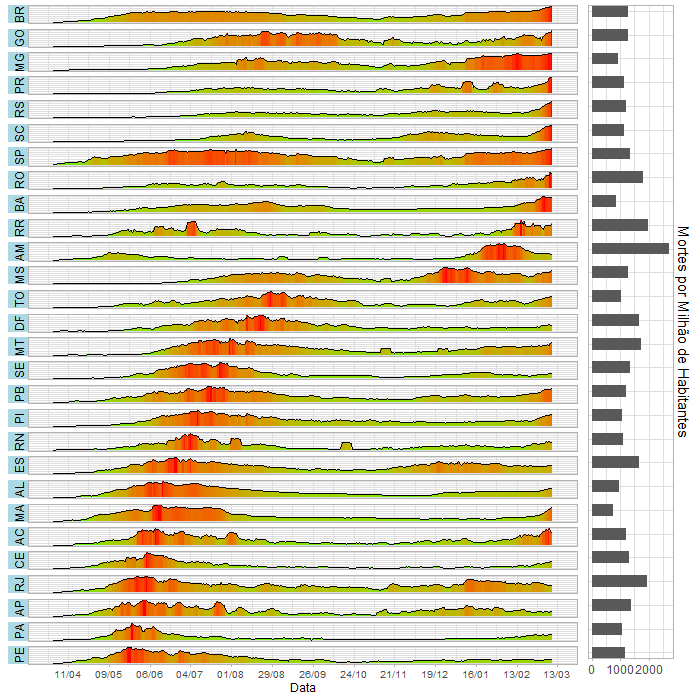 BR
GO
MG
PR
RS
SC
SP
RO
BA
RR
AM
MS
TO
DF
MT
SE
PB
PI
RN
ES
AL
MA
AC
CE
RJ
AP
PA
PE
11/04 09/05 06/06 04/07 01/08 29/08 26/09 24/10 21/11 19/12 16/01 13/02 13/03
Data
0 1000 2000
Mortes por Milhão de Habitantes